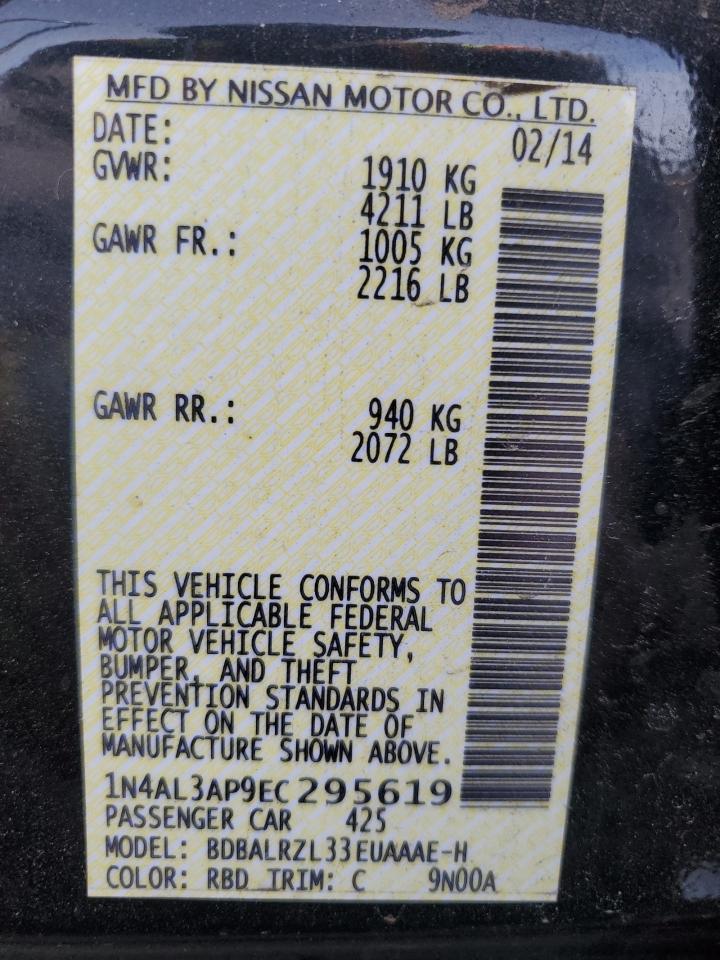 MFD BY NISSAN MOTOR CO., LTD.
DATE: 02/14
GVWR: 1910 KG
4211 LB
GAWR FR.: 1005 KG
2216 LB
GAWR RR.: 940 KG
2072 LB
THIS VEHICLE CONFORMS TO
ALL APPLICABLE FEDERAL
MOTOR VEHICLE SAFETY,
BUMPER, AND THEFT
PREVENTION STANDARDS IN
EFFECT ON THE DATE OF
MANUFACTURE SHOWN ABOVE.
1N4AL3AP9EC295619
PASSENGER CAR 425
MODEL: BDBALRZL33EUAAAE-H
COLOR: RBD TRIM: C 9N00A